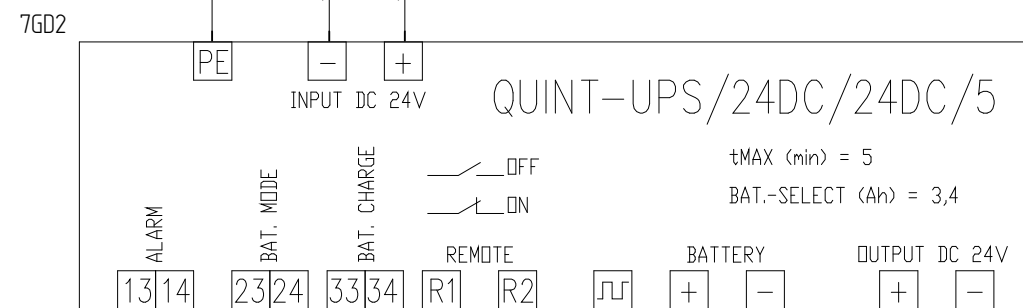 7GD2
PE - +
INPUT DC 24V
QUINT-UPS/24DC/24DC/5
tMAX (min) = 5
BAT.-SELECT (Ah) = 3,4
OFF
ON
ALARM
BAT. MODE
BAT. CHARGE
REMOTE
BATTERY
OUTPUT DC 24V
13 14 23 24 33 34 R1 R2 + - + -